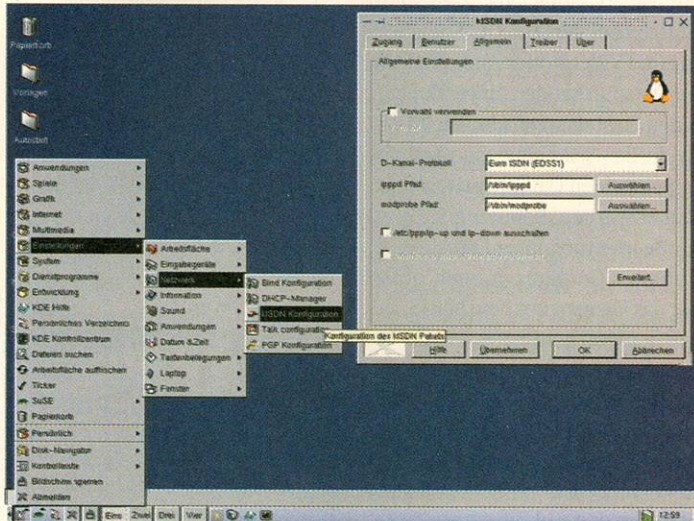 Papierkorb
Vorlagen
Autostart
Anwendungen
Spiele
Grafik
Internet
Multimedia
Einstellungen
System
Dienstprogramme
Entwicklung
KDE Hilfe
Persönliches Verzeichnis
KDE Kontrollzentrum
Dateien suchen
Arbeitsfläche auffrischen
Ticker
SuSE
Papierkorb
Persönlich
Disk-Navigator
Kontrolleiste
Bildschirm sperren
Abmelden
Arbeitsfläche
Eingabegeräte
Netzwerk
Information
Sound
Anwendungen
Datum & Zeit
Tastenbelegungen
Laptop
Fenster
Bind Konfiguration
DHCP-Manager
kISDN Konfiguration
Talk configuration
PGP Konfiguration
Konfiguration des kISDN Pakets
kISDN Konfiguration
Zugang
Benutzer
Allgemein
Treiber
Über
Allgemeine Einstellungen
Vorwahl verwenden
D-Kanal-Protokoll
Euro ISDN (EDSS1)
ipppd Pfad
/sbin/ipppd
Auswählen...
modprobe Pfad
/sbin/modprobe
Auswählen...
/etc/ppp/ip-up und ip-down ausschalten
Erweitert...
Hilfe
Übernehmen
OK
Abbrechen
Eins
Zwei
Drei
Vier
12:59